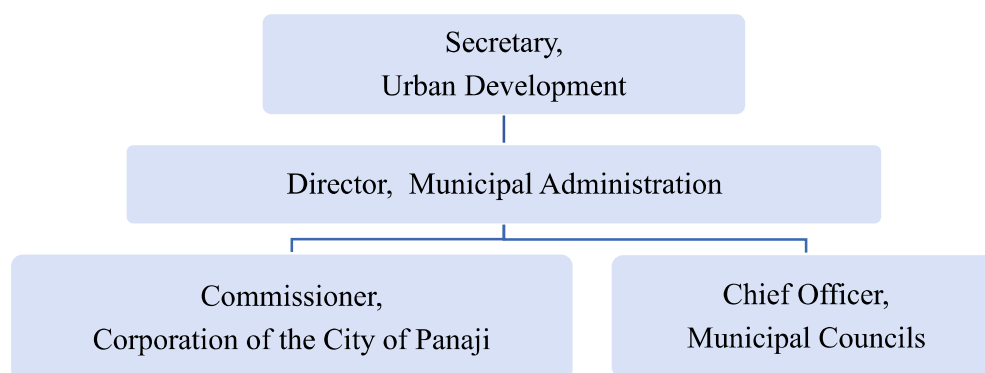 Secretary,
Urban Development
Director,  Municipal Administration
Commissioner,
Corporation of the City of Panaji
Chief Officer,
Municipal Councils